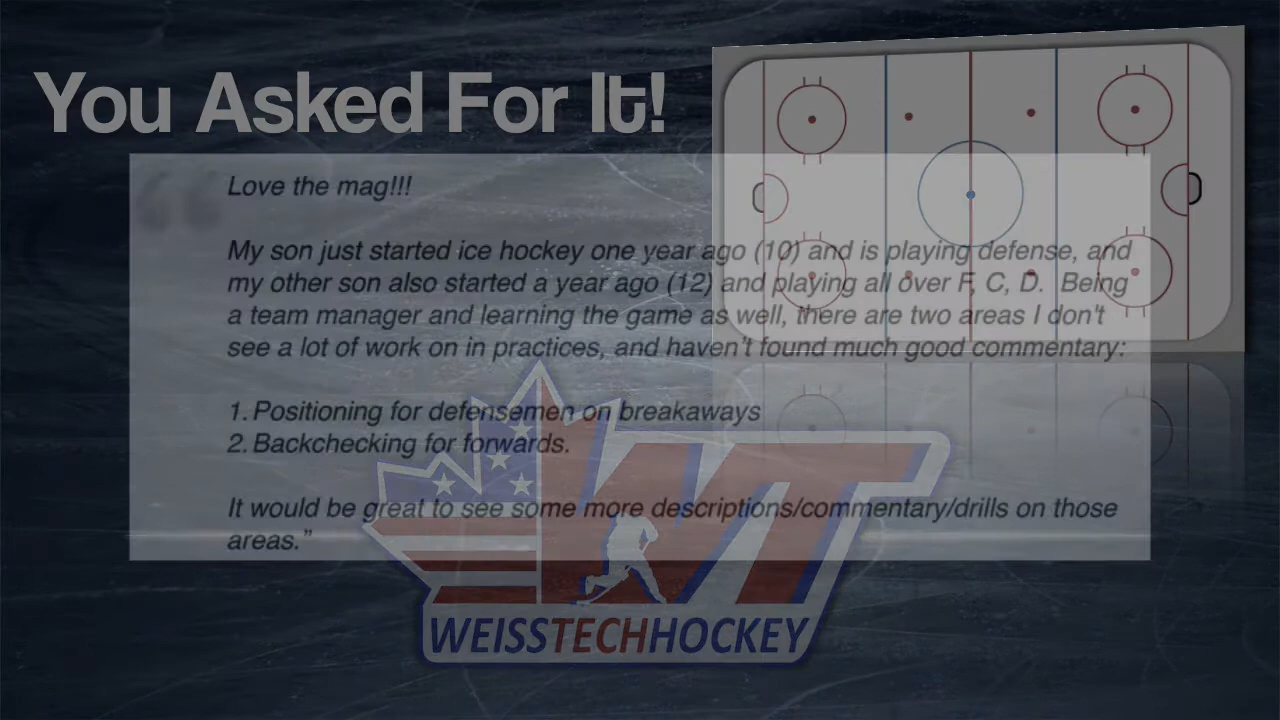 You Asked For It!
“
Love the mag!!!
My son just started ice hockey one year ago (10) and is playing defense, and
my other son also started a year ago (12) and playing all over F, C, D.  Being
a team manager and learning the game as well, there are two areas I don't
see a lot of work on in practices, and haven't found much good commentary:
1. Positioning for defensemen on breakaways
2. Backchecking for forwards.
It would be great to see some more descriptions/commentary/drills on those
areas."
WT
WEISSTECHHOCKEY